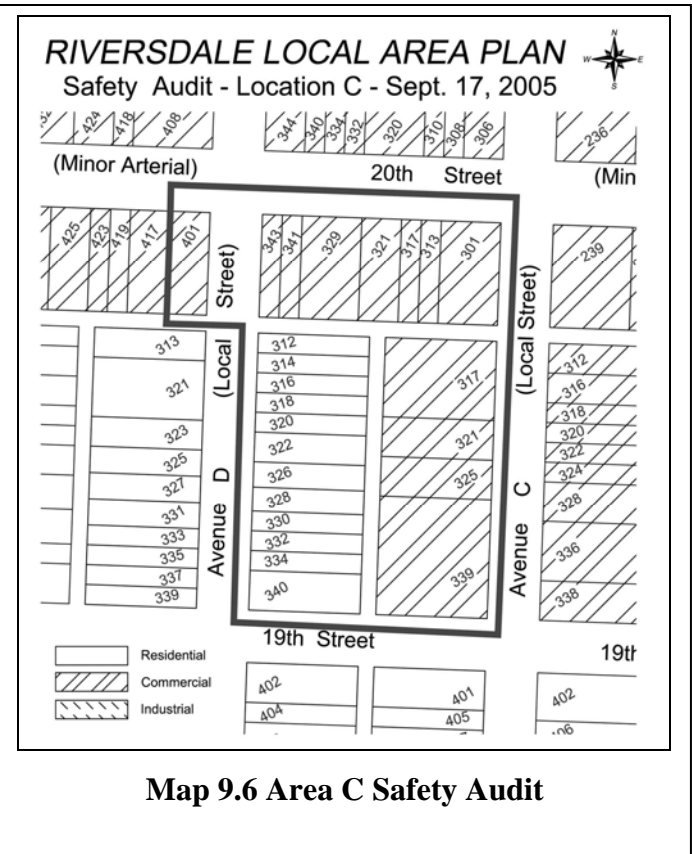 RIVERSDALE LOCAL AREA PLAN
N
W E
S
Safety Audit - Location C - Sept. 17, 2005
424 418 408 344 340 334 332 320 310 308 306 236
(Minor Arterial) 20th Street (Min
425 423 419 417 401 343 341 329 321 317 313 301 239
Avenue D (Local Street)
Avenue C (Local Street)
313
321
323
325
327
331
333
335
337
339
312
314
316
318
320
322
326
328
330
332
334
340
317
321
325
339
312
316
318
320
322
324
328
336
338
19th Street 19th
Residential
Commercial
Industrial
402 401 402
404 405
Map 9.6 Area C Safety Audit